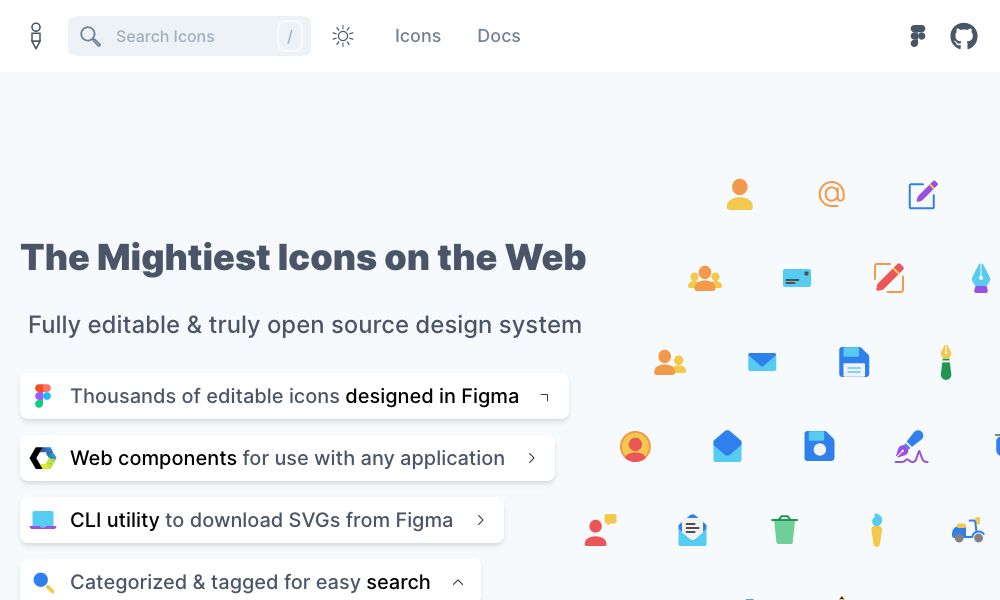 Search Icons /
Icons
Docs
The Mightiest Icons on the Web
Fully editable & truly open source design system
Thousands of editable icons designed in Figma
Web components for use with any application
CLI utility to download SVGs from Figma
Categorized & tagged for easy search